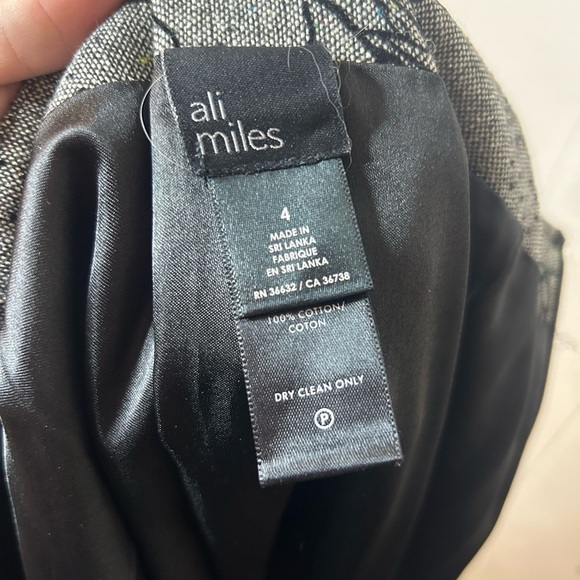 ali
miles
4
MADE IN
SRI LANKA
FABRIQUE
EN SRI LANKA
RN 36632 / CA 36738
100% COTTON/
COTON
DRY CLEAN ONLY
P